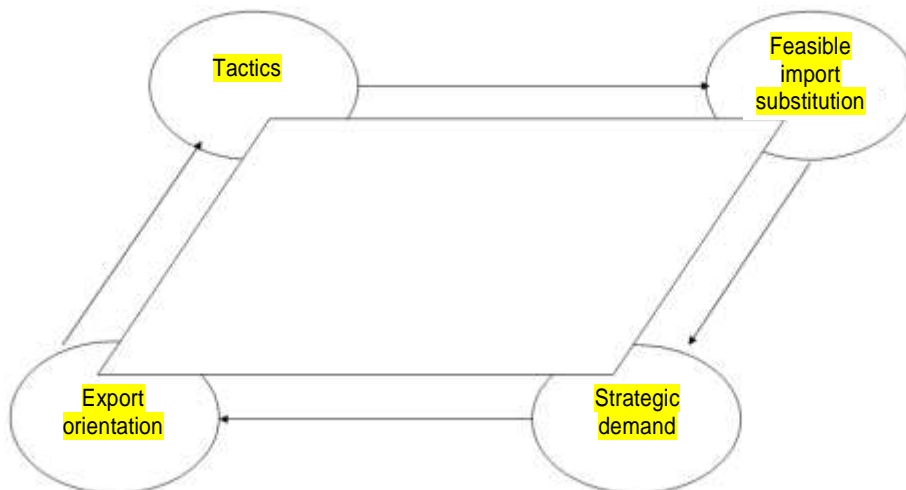 Tactics
Feasible
import
substitution
Export
orientation
Strategic
demand